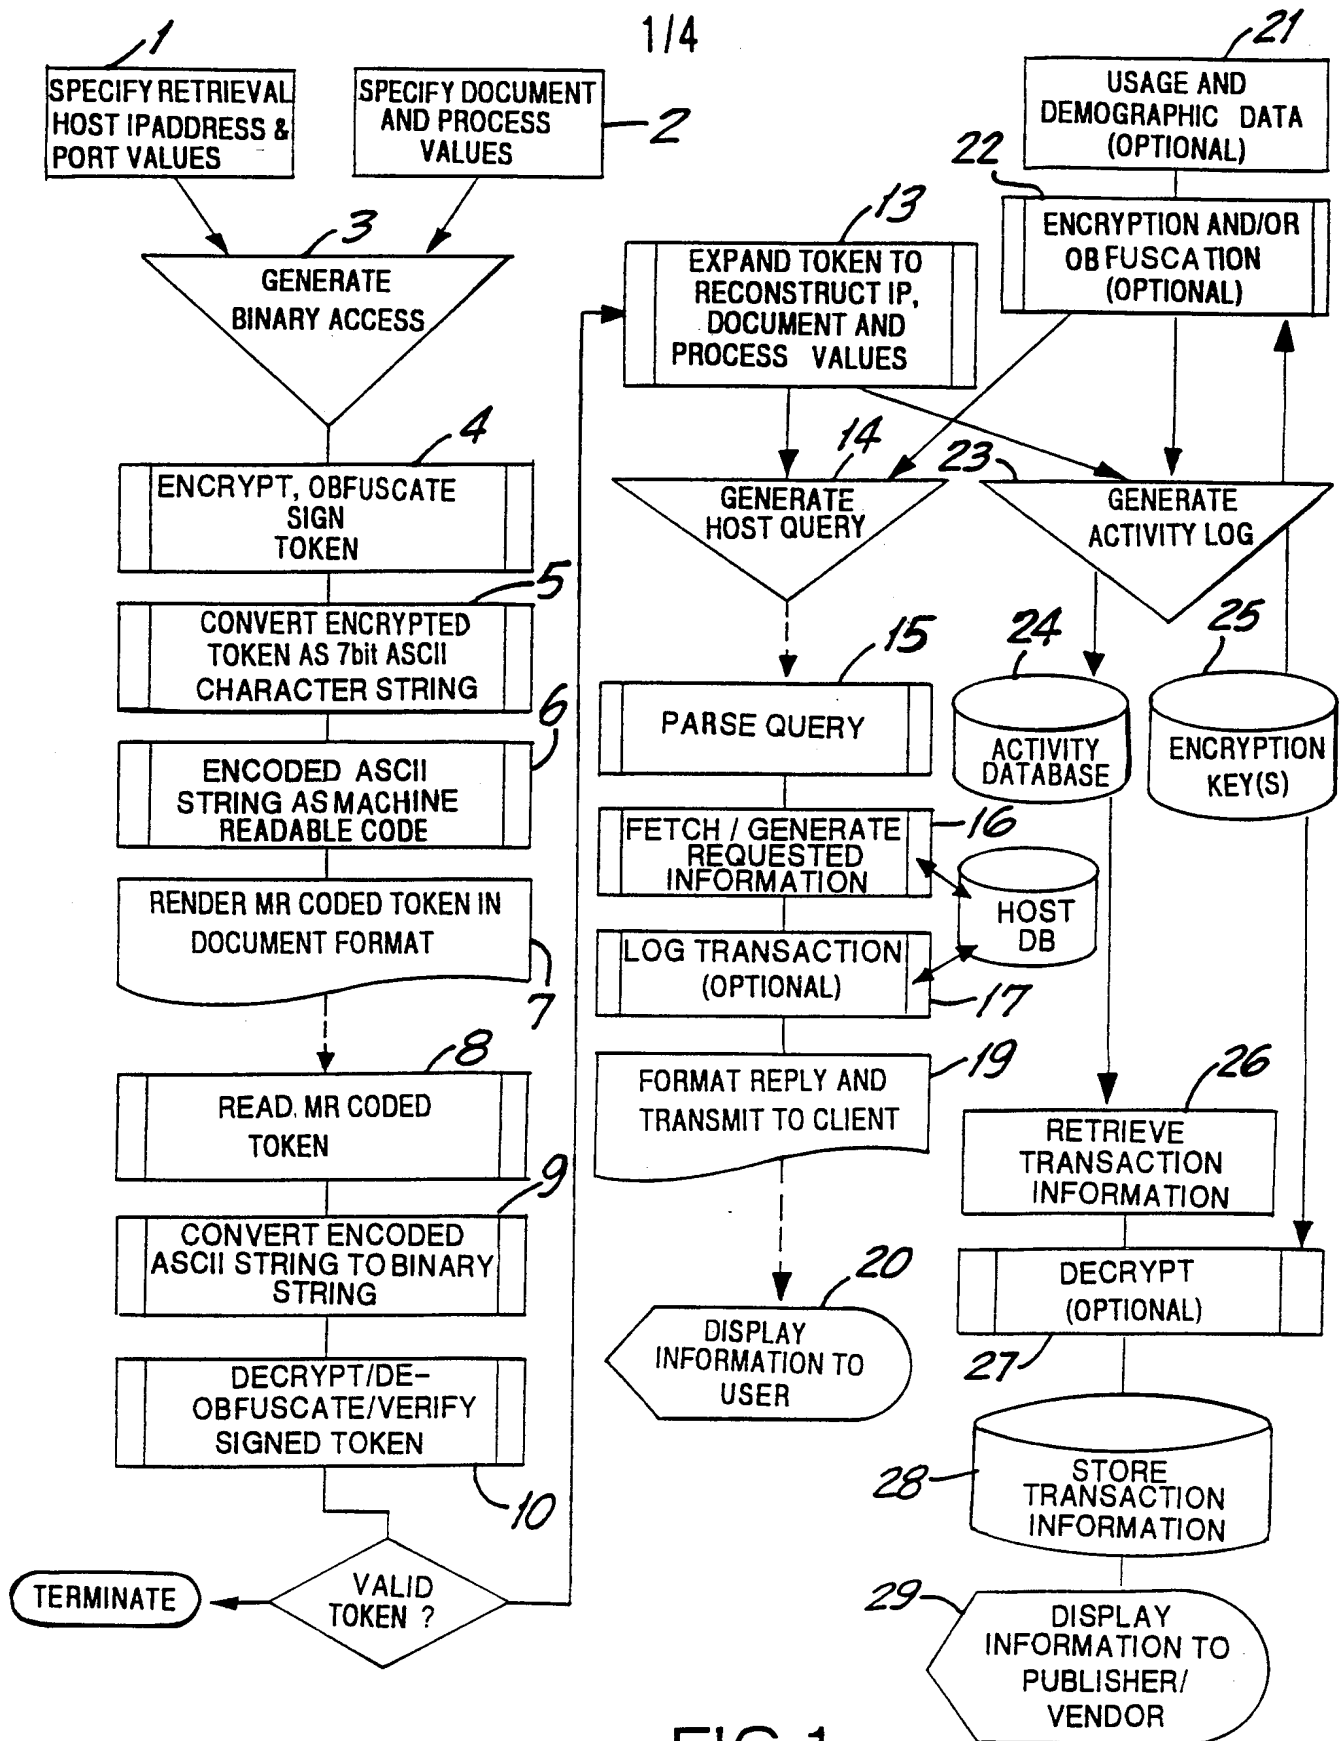 1/4
1
SPECIFY RETRIEVAL
HOST IPADDRESS &
PORT VALUES
SPECIFY DOCUMENT
AND PROCESS
VALUES
2
3
GENERATE
BINARY ACCESS
4
ENCRYPT, OBFUSCATE
SIGN
TOKEN
5
CONVERT ENCRYPTED
TOKEN AS 7bit ASCII
CHARACTER STRING
6
ENCODED ASCII
STRING AS MACHINE
READABLE CODE
RENDER MR CODED TOKEN IN
DOCUMENT FORMAT
7
8
READ. MR CODED
TOKEN
9
CONVERT ENCODED
ASCII STRING TO BINARY
STRING
DECRYPT/DE-
OBFUSCATE/VERIFY
SIGNED TOKEN
10
VALID
TOKEN ?
TERMINATE
13
EXPAND TOKEN TO
RECONSTRUCT IP,
DOCUMENT AND
PROCESS VALUES
14
GENERATE
HOST QUERY
15
PARSE QUERY
16
FETCH / GENERATE
REQUESTED
INFORMATION
HOST
DB
LOG TRANSACTION
(OPTIONAL)
17
19
FORMAT REPLY AND
TRANSMIT TO CLIENT
20
DISPLAY
INFORMATION TO
USER
21
USAGE AND
DEMOGRAPHIC DATA
(OPTIONAL)
22
ENCRYPTION AND/OR
OBFUSCATION
(OPTIONAL)
23
GENERATE
ACTIVITY LOG
24
ACTIVITY
DATABASE
25
ENCRYPTION
KEY(S)
26
RETRIEVE
TRANSACTION
INFORMATION
DECRYPT
(OPTIONAL)
27
28
STORE
TRANSACTION
INFORMATION
29
DISPLAY
INFORMATION TO
PUBLISHER/
VENDOR
FIG.1